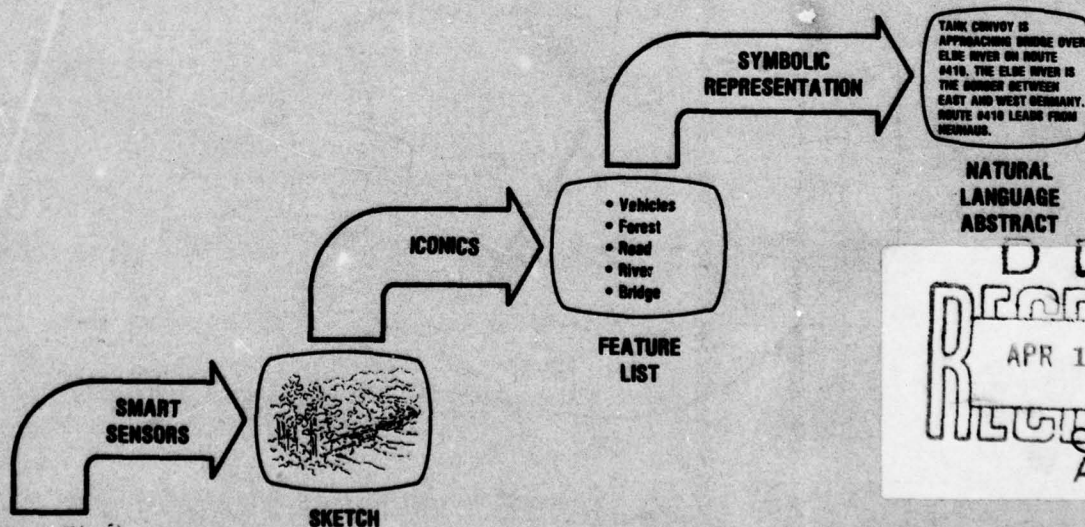 TANK CONVOY IS
APPROACHING BRIDGE OVER
ELBE RIVER ON ROUTE
#410. THE ELBE RIVER IS
THE BORDER BETWEEN
EAST AND WEST GERMANY.
ROUTE #410 LEADS FROM
NEUHAUS.
SYMBOLIC
REPRESENTATION
NATURAL
LANGUAGE
ABSTRACT
• Vehicles
• Forest
• Road
• River
• Bridge
ICONICS
FEATURE
LIST
D
APR 1
SMART
SENSORS
SKETCH